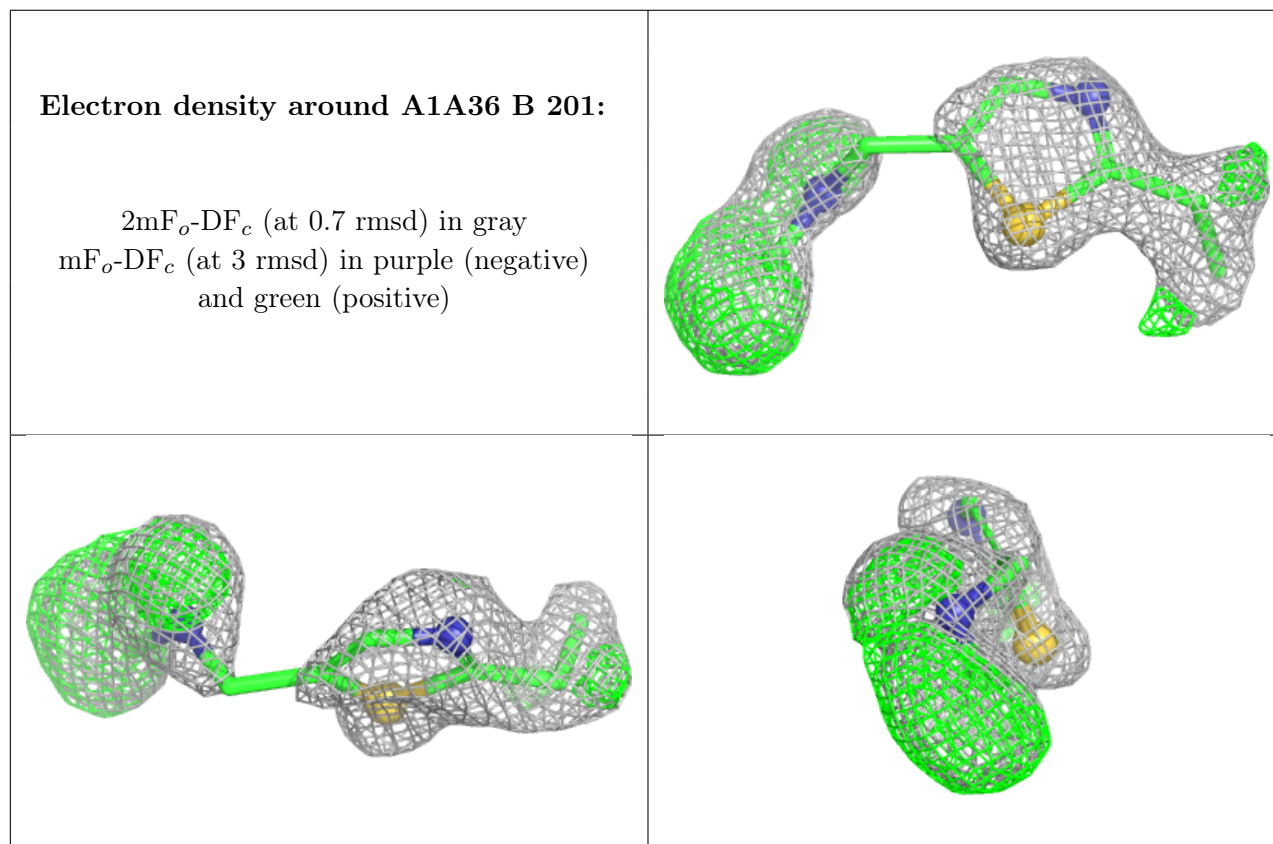 Electron density around A1A36 B 201:
2mFo-DFc (at 0.7 rmsd) in gray
mFo-DFc (at 3 rmsd) in purple (negative)
and green (positive)